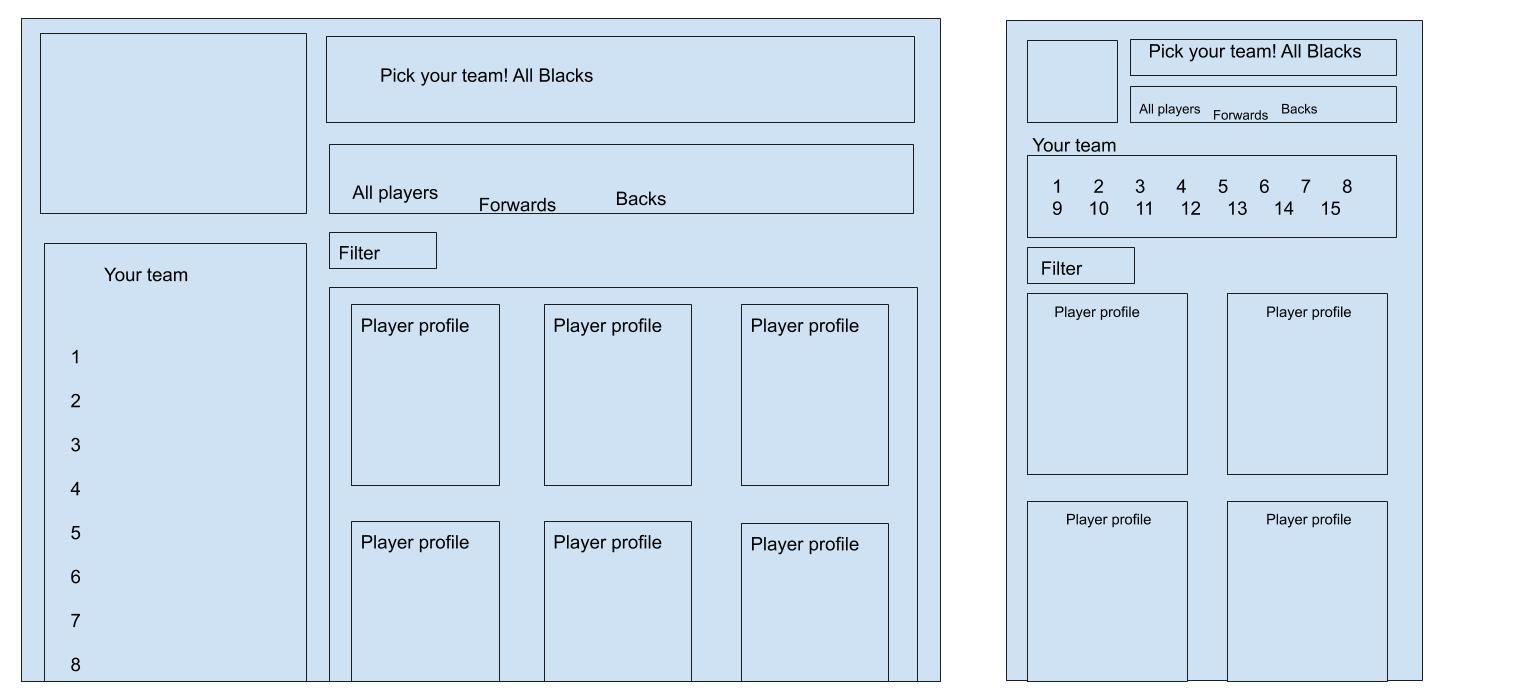 Pick your team! All Blacks
All players Forwards Backs
Filter
Your team
1
2
3
4
5
6
7
8
Player profile Player profile Player profile
Player profile Player profile Player profile
Pick your team! All Blacks
All players Forwards Backs
Your team
1 2 3 4 5 6 7 8
9 10 11 12 13 14 15
Filter
Player profile Player profile
Player profile Player profile